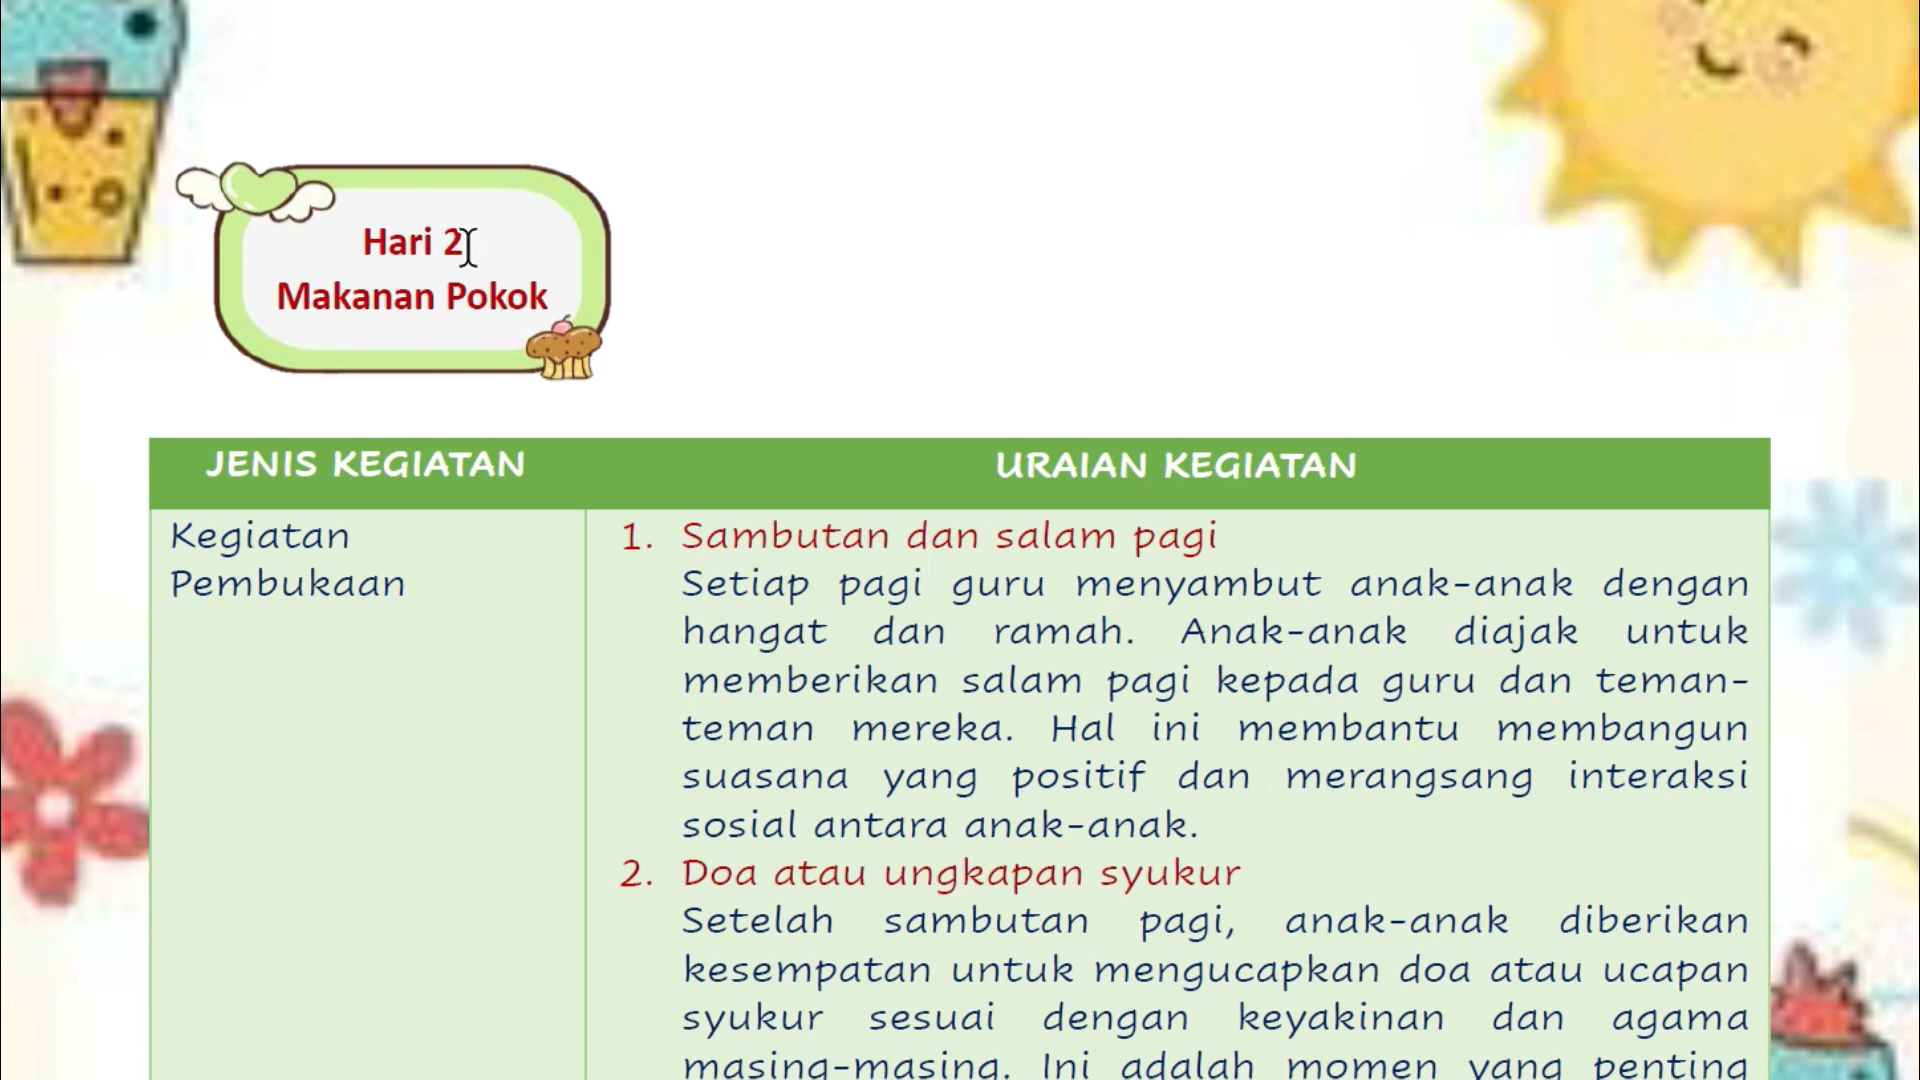 Hari 2
Makanan Pokok
JENIS KEGIATAN
URAIAN KEGIATAN
Kegiatan
Pembukaan
1. Sambutan dan salam pagi
Setiap pagi guru menyambut anak-anak dengan
hangat dan ramah. Anak-anak diajak untuk
memberikan salam pagi kepada guru dan teman-
teman mereka. Hal ini membantu membangun
suasana yang positif dan merangsang interaksi
sosial antara anak-anak.
2. Doa atau ungkapan syukur
Setelah sambutan pagi, anak-anak diberikan
kesempatan untuk mengucapkan doa atau ucapan
syukur sesuai dengan keyakinan dan agama
masing-masing. Ini adalah momen yang penting